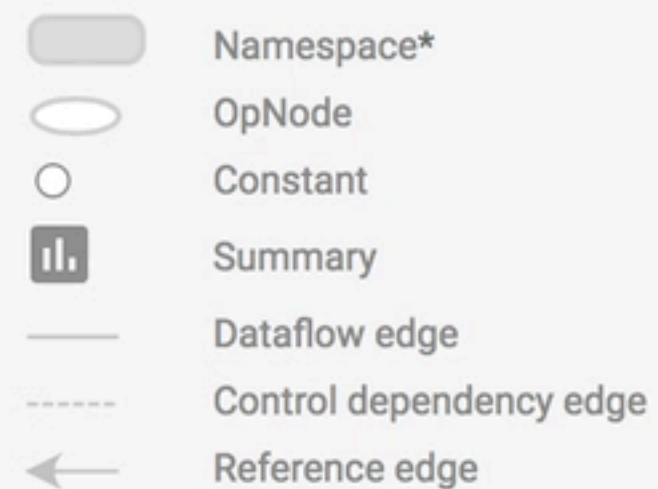 Namespace*
OpNode
Constant
Summary
Dataflow edge
Control dependency edge
Reference edge